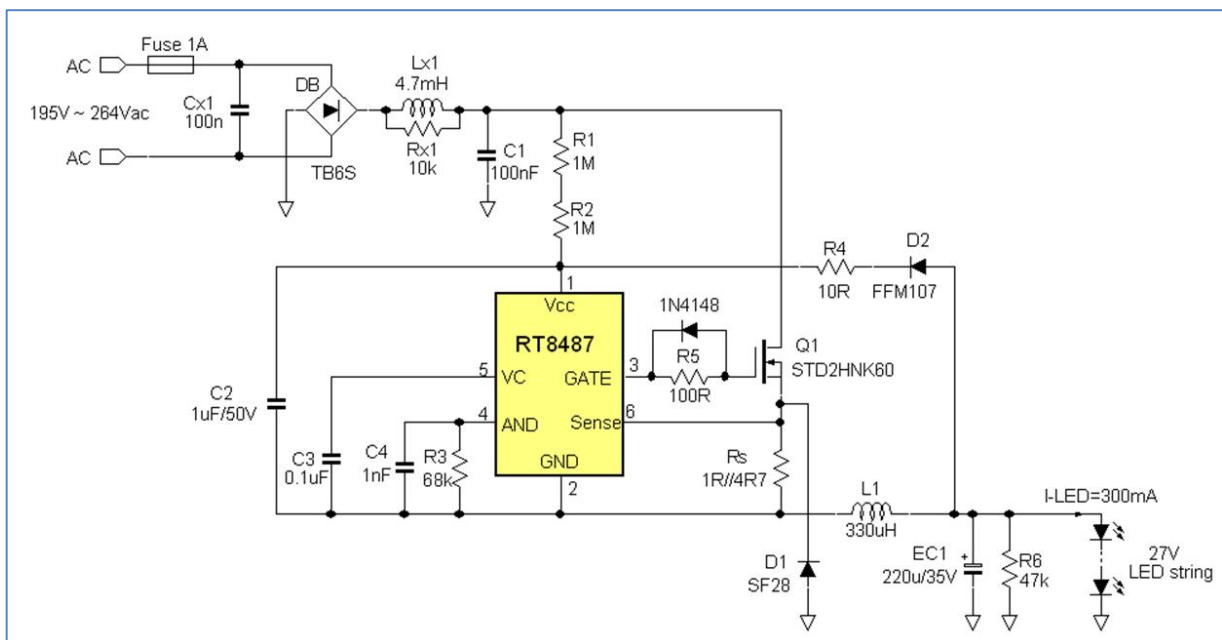 Fuse 1A
AC
195V ~ 264Vac
Cx1
100n
AC
DB
TB6S
Lx1
4.7mH
Rx1
10k
C1
100nF
R1
1M
R2
1M
R4
10R
D2
FFM107
1
Vcc
RT8487
5
VC
GATE
3
4
AND
Sense
6
GND
2
1N4148
R5
100R
Q1
STD2HNK60
C2
1uF/50V
C3
0.1uF
C4
1nF
R3
68k
Rs
1R//4R7
L1
330uH
I-LED=300mA
D1
SF28
EC1
+
220u/35V
R6
47k
27V
LED string